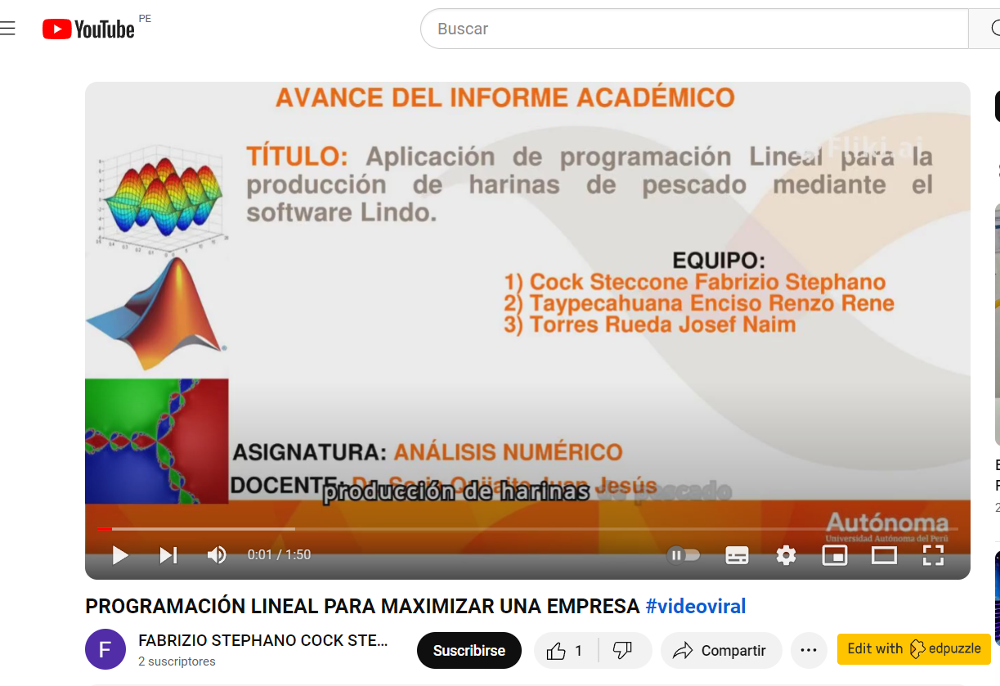 YouTube PE
Buscar
AVANCE DEL INFORME ACADÉMICO
Fliki.ai
TÍTULO: Aplicación de programación Lineal para la
producción de harinas de pescado mediante el
software Lindo.
EQUIPO:
1) Cock Steccone Fabrizio Stephano
2) Taypecahuana Enciso Renzo Rene
3) Torres Rueda Josef Naim
ASIGNATURA: ANÁLISIS NUMÉRICO
DOCENTE: Juan Jesús
producción de harinas de pescado
Autónoma
Universidad Autónoma del Perú
0:01 / 1:50
PROGRAMACIÓN LINEAL PARA MAXIMIZAR UNA EMPRESA #videoviral
F
FABRIZIO STEPHANO COCK STE...
2 suscriptores
Suscribirse
1
Compartir
Edit with edpuzzle